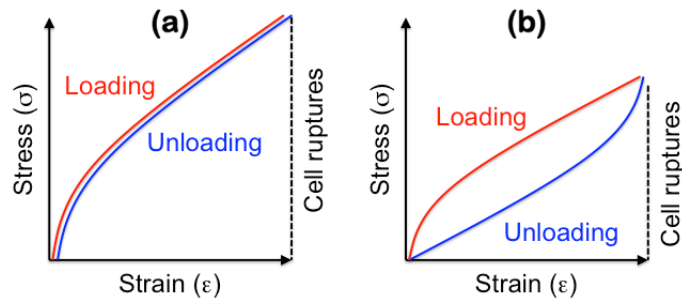 (a)
Stress (σ)
Loading
Unloading
Cell ruptures
Strain (ε)
(b)
Stress (σ)
Loading
Unloading
Cell ruptures
Strain (ε)